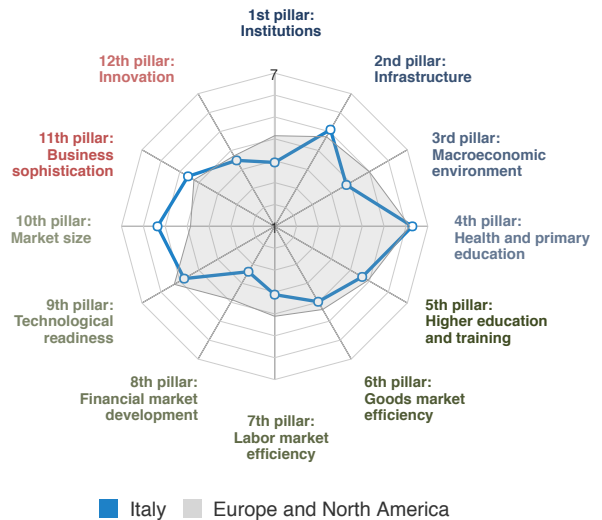 1st pillar:
Institutions
2nd pillar:
Infrastructure
3rd pillar:
Macroeconomic
environment
4th pillar:
Health and primary
education
5th pillar:
Higher education
and training
6th pillar:
Goods market
efficiency
7th pillar:
Labor market
efficiency
8th pillar:
Financial market
development
9th pillar:
Technological
readiness
10th pillar:
Market size
11th pillar:
Business
sophistication
12th pillar:
Innovation
7
1
Italy Europe and North America